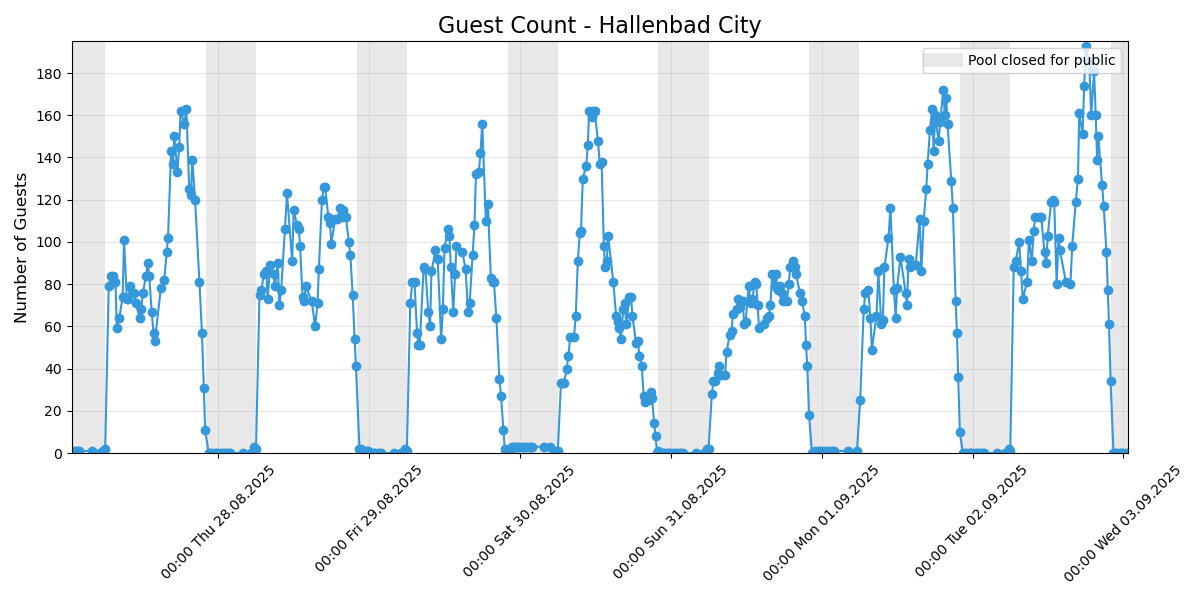 Guest Count - Hallenbad City
Pool closed for public
Number of Guests
180
160
140
120
100
80
60
40
20
0
00:00 Thu 28.08.2025
00:00 Fri 29.08.2025
00:00 Sat 30.08.2025
00:00 Sun 31.08.2025
00:00 Mon 01.09.2025
00:00 Tue 02.09.2025
00:00 Wed 03.09.2025